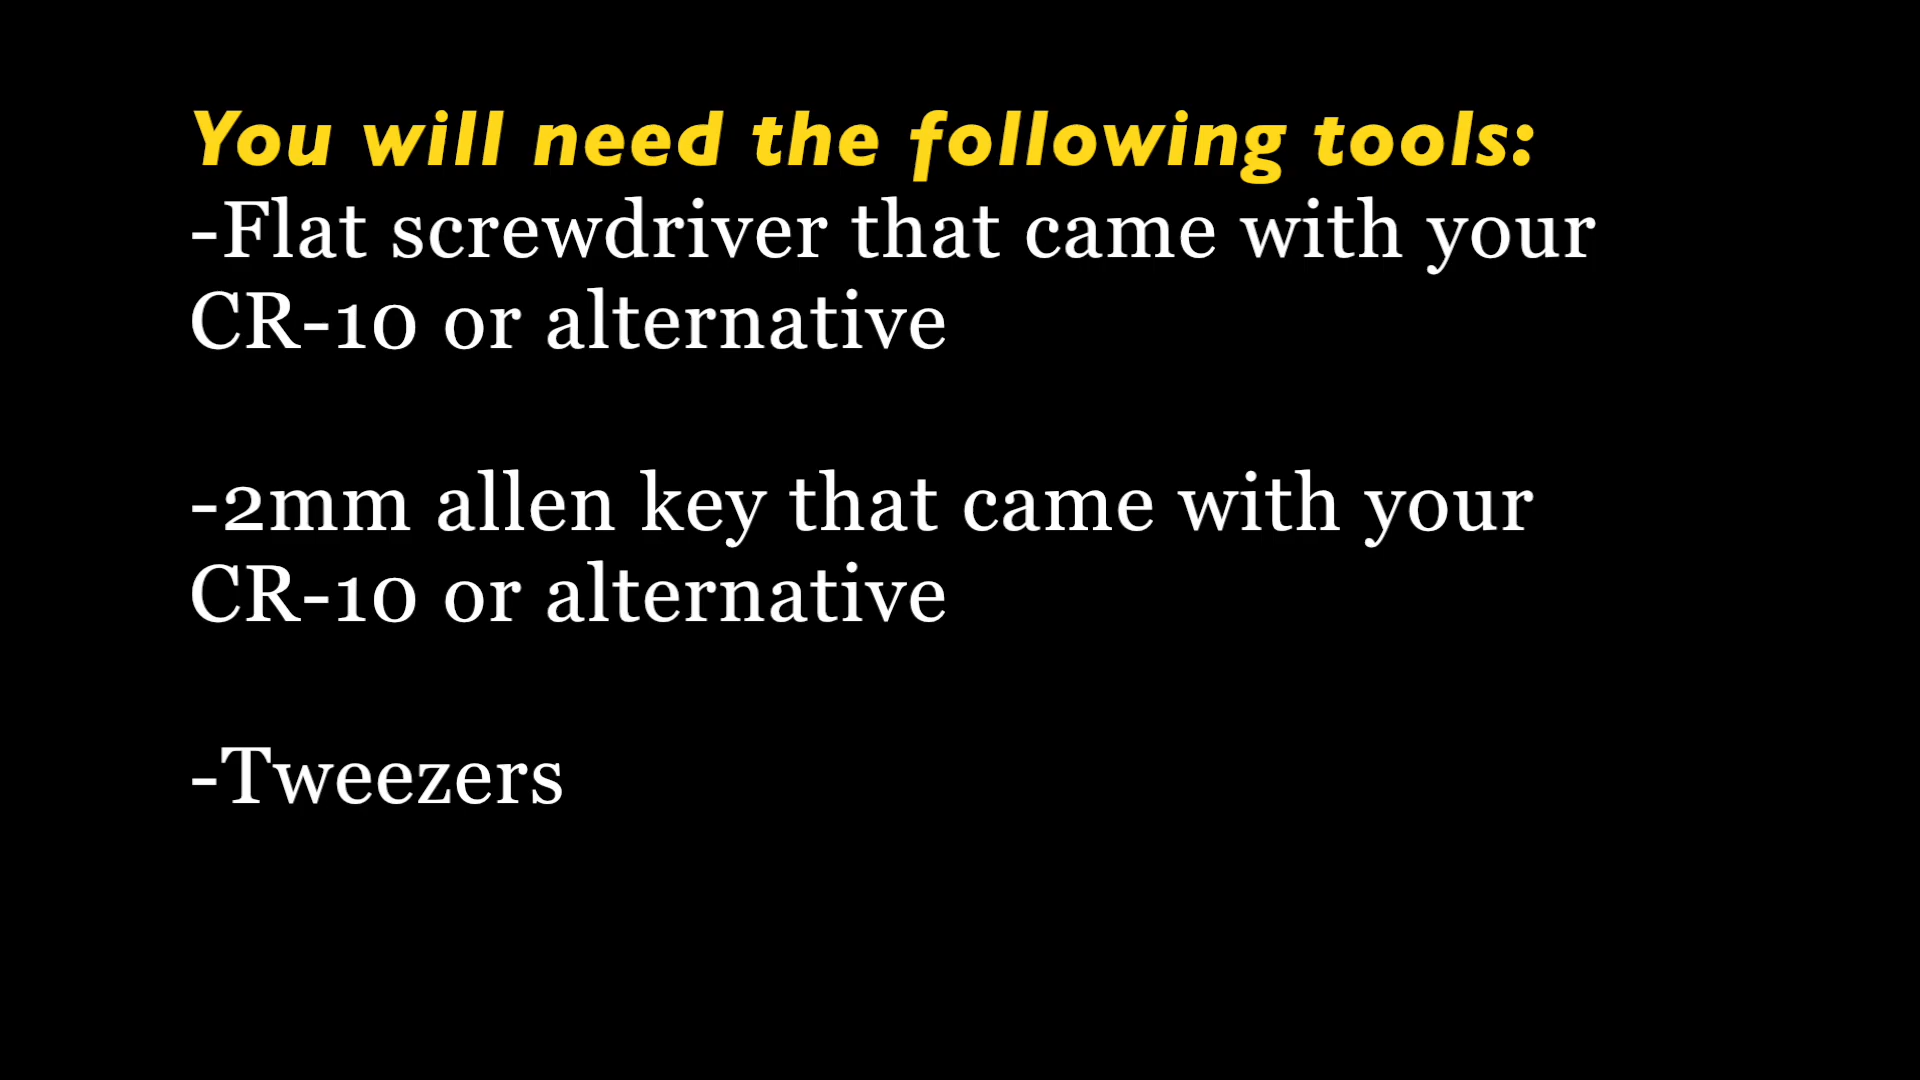 You will need the following tools:
-Flat screwdriver that came with your
CR-10 or alternative
-2mm allen key that came with your
CR-10 or alternative
-Tweezers